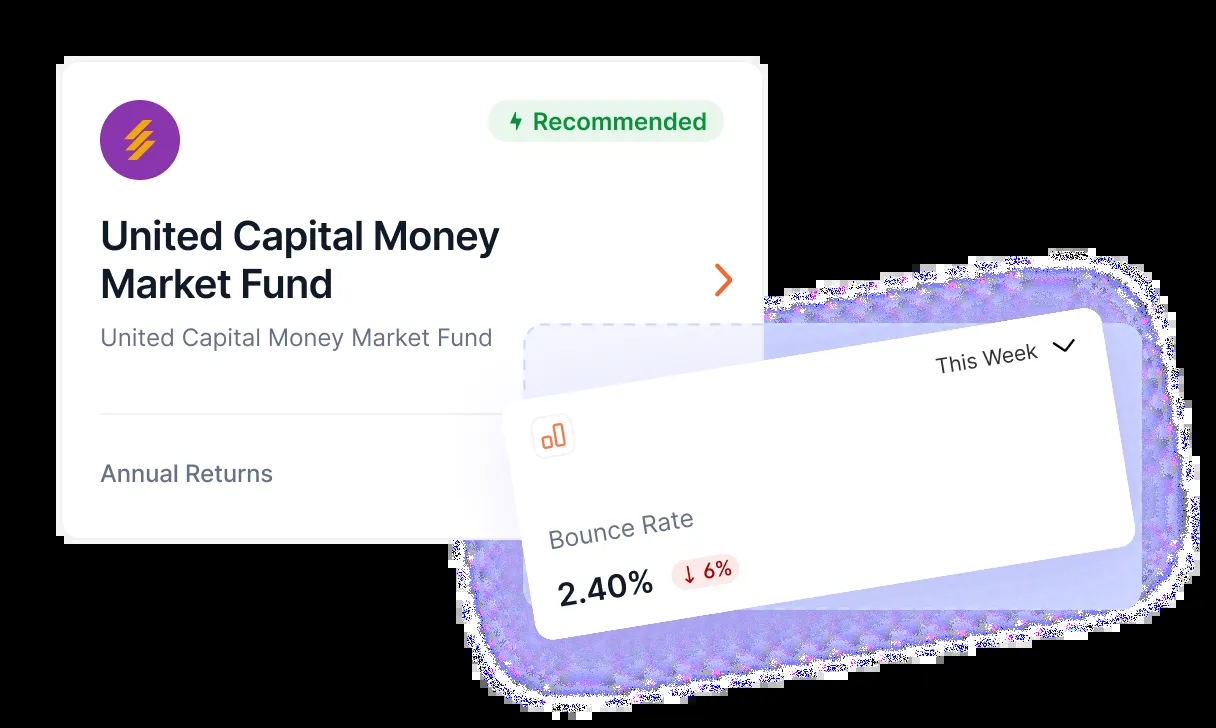 Recommended
United Capital Money
Market Fund
United Capital Money Market Fund
Annual Returns
This Week
Bounce Rate
2.40% ↓ 6%